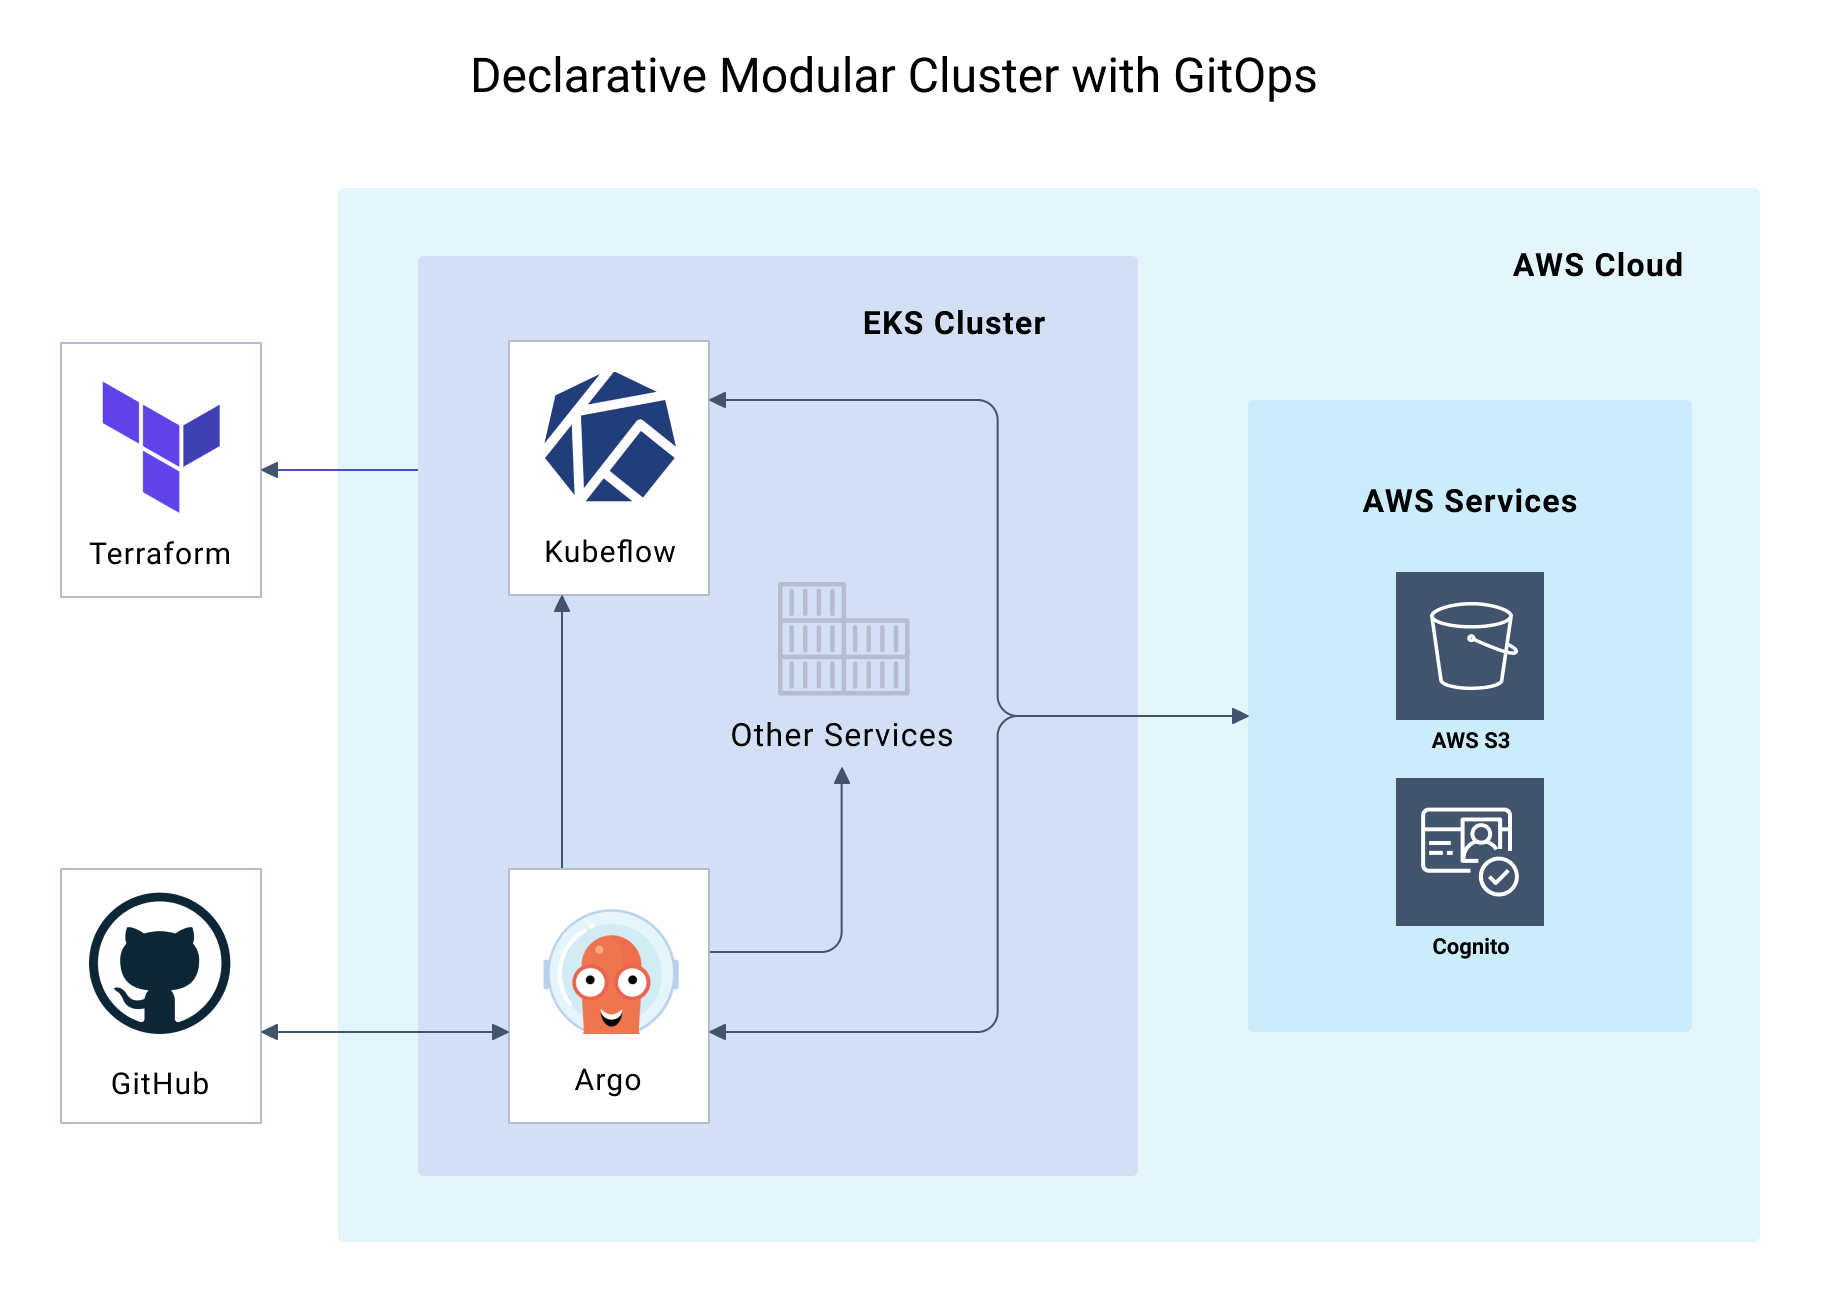 Declarative Modular Cluster with GitOps
AWS Cloud
EKS Cluster
Terraform
Kubeflow
AWS Services
Other Services
AWS S3
Cognito
GitHub
Argo